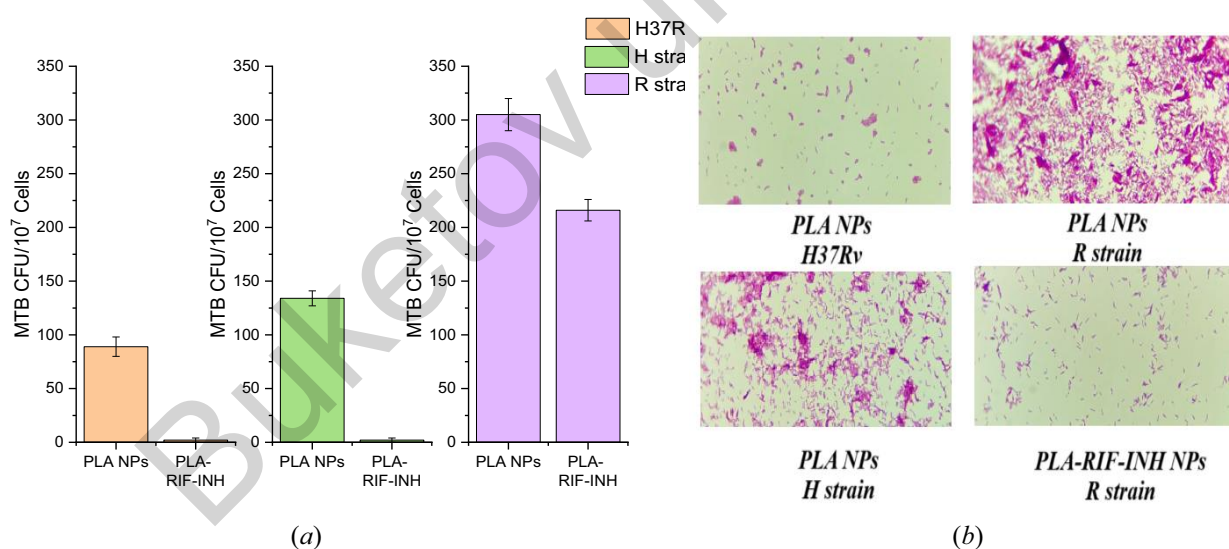 H37R
H stra
R stra
350
300
250
200
150
100
50
0
MTB CFU/10⁷ Cells
PLA NPs
PLA-
RIF-INH
350
300
250
200
150
100
50
0
MTB CFU/10⁷ Cells
PLA NPs
PLA-
RIF-INH
350
300
250
200
150
100
50
0
MTB CFU/10⁷ Cells
PLA NPs
PLA-
RIF-INH
(a)
PLA NPs
H37Rv
PLA NPs
R strain
PLA NPs
H strain
PLA-RIF-INH NPs
R strain
(b)
Buketov